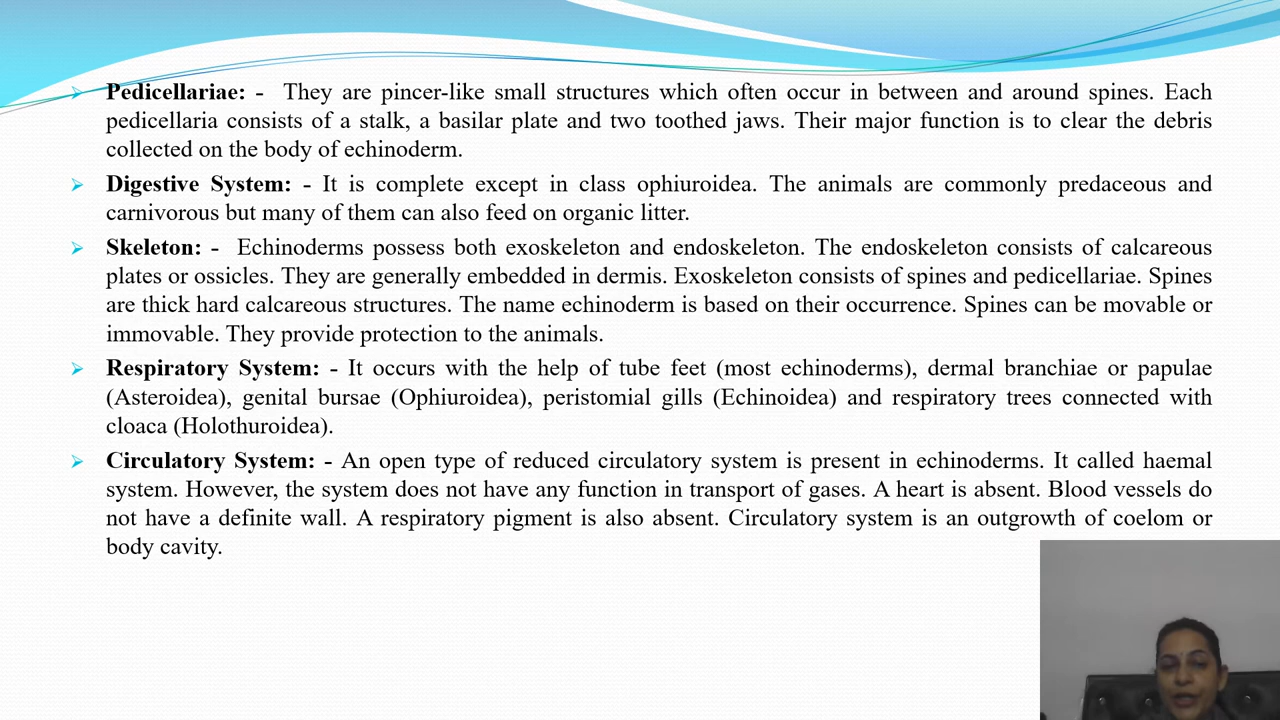 Pedicellariae: - They are pincer-like small structures which often occur in between and around spines. Each
pedicellaria consists of a stalk, a basilar plate and two toothed jaws. Their major function is to clear the debris
collected on the body of echinoderm.
Digestive System: - It is complete except in class ophiuroidea. The animals are commonly predaceous and
carnivorous but many of them can also feed on organic litter.
Skeleton: - Echinoderms possess both exoskeleton and endoskeleton. The endoskeleton consists of calcareous
plates or ossicles. They are generally embedded in dermis. Exoskeleton consists of spines and pedicellariae. Spines
are thick hard calcareous structures. The name echinoderm is based on their occurrence. Spines can be movable or
immovable. They provide protection to the animals.
Respiratory System: - It occurs with the help of tube feet (most echinoderms), dermal branchiae or papulae
(Asteroidea), genital bursae (Ophiuroidea), peristomial gills (Echinoidea) and respiratory trees connected with
cloaca (Holothuroidea).
Circulatory System: - An open type of reduced circulatory system is present in echinoderms. It called haemal
system. However, the system does not have any function in transport of gases. A heart is absent. Blood vessels do
not have a definite wall. A respiratory pigment is also absent. Circulatory system is an outgrowth of coelom or
body cavity.